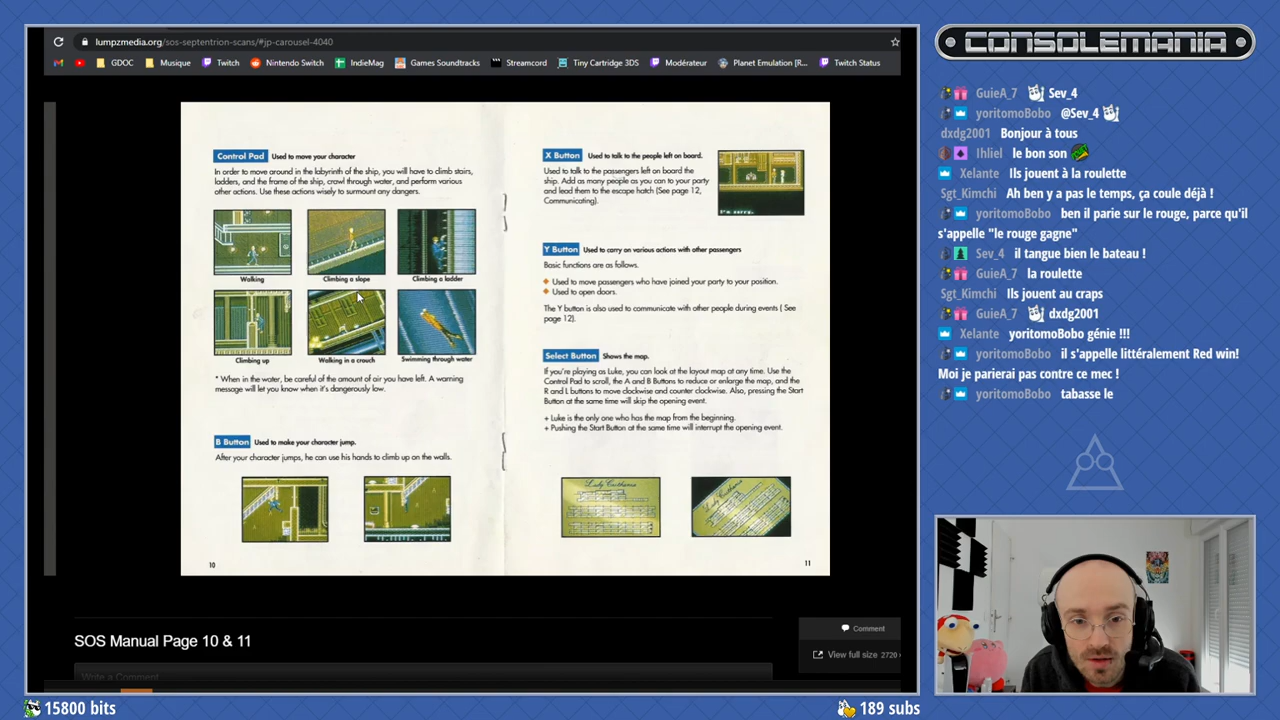 lumpzmedia.org/sos-septentrion-scans/#jp-carousel-4040
GDOC Musique Twitch Nintendo Switch IndieMag Games Soundtracks Streamcord Tiny Cartridge 3DS Modérateur Planet Emulation [R... Twitch Status
Control Pad Used to move your character
In order to move around in the labyrinth of the ship, you will have to climb stairs,
ladders, and the frame of the ship, crawl through water, and perform various
other actions. Use these actions wisely to surmount any dangers.
Walking Climbing a slope Climbing a ladder
Climbing up Walking in a crouch Swimming through water
* When in the water, be careful of the amount of air you have left. A warning
message will let you know when it's dangerously low.
B Button Used to make your character jump.
After your character jumps, he can use his hands to climb up on the walls.
10
X Button Used to talk to the people left on board.
Used to talk to the passengers left on board the
ship. Add as many people as you can to your party
and lead them to the escape hatch (See page 12,
Communicating).
I'm sorry.
Y Button Used to carry on various actions with other passengers
Basic functions are as follows.
Used to move passengers who have joined your party to your position.
Used to open doors.
The Y button is also used to communicate with other people during events ( See
page 12).
Select Button Shows the map.
If you're playing as Luke, you can look at the layout map at any time. Use the
Control Pad to scroll, the A and B Buttons to reduce or enlarge the map, and the
R and L buttons to move clockwise and counter clockwise. Also, pressing the Start
Button at the same time will skip the opening event.
+ Luke is the only one who has the map from the beginning.
+ Pushing the Start Button at the same time will interrupt the opening event.
11
SOS Manual Page 10 & 11
Comment
View full size 2720
Write a Comment
CONSOLEMANIA
GuieA_7 Sev_4
yoritomoBobo @Sev_4
dxdg2001 Bonjour à tous
Ihliel le bon son
Xelante Ils jouent à la roulette
Sgt_Kimchi Ah ben y a pas le temps, ça coule déjà !
yoritomoBobo ben il parie sur le rouge, parce qu'il
s'appelle "le rouge gagne"
Sev_4 il tangue bien le bateau !
GuieA_7 la roulette
Sgt_Kimchi Ils jouent au craps
GuieA_7 dxdg2001
Xelante yoritomoBobo génie !!!
yoritomoBobo il s'appelle littéralement Red win!
Moi je parierai pas contre ce mec !
yoritomoBobo tabasse le
15800 bits
189 subs